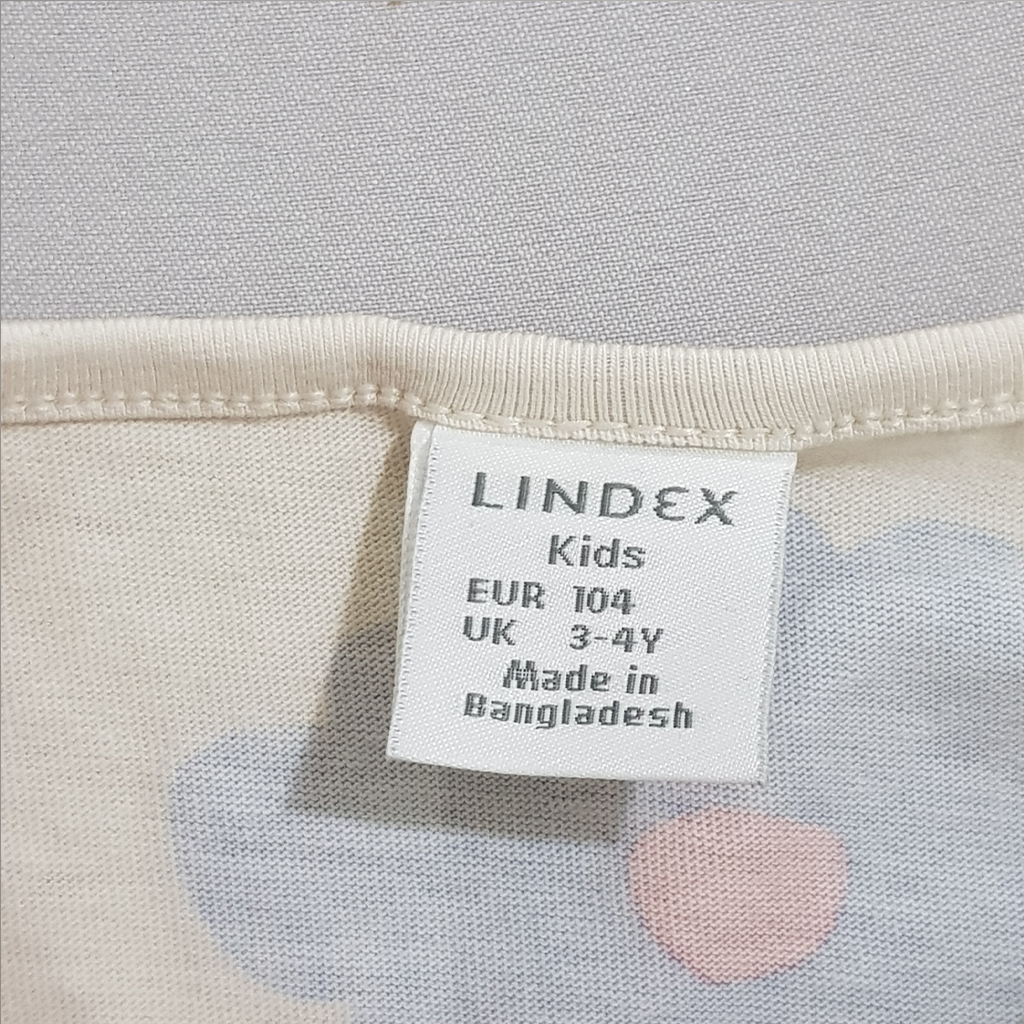 LINDEX
Kids
EUR 104
UK 3-4Y
Made in
Bangladesh